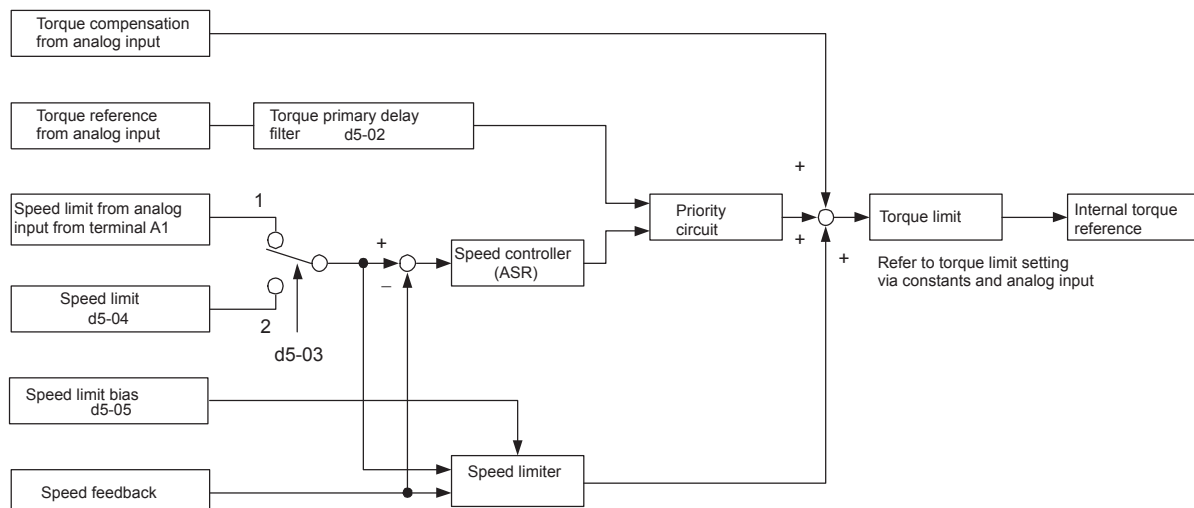 Torque compensation
from analog input
Torque reference
from analog input
Torque primary delay
filter d5-02
Speed limit from analog
input from terminal A1
1
+
–
Speed controller
(ASR)
Priority
circuit
+
+
+
Torque limit
Internal torque
reference
Refer to torque limit setting
via constants and analog input
Speed limit
d5-04
2
d5-03
Speed limit bias
d5-05
Speed limiter
Speed feedback